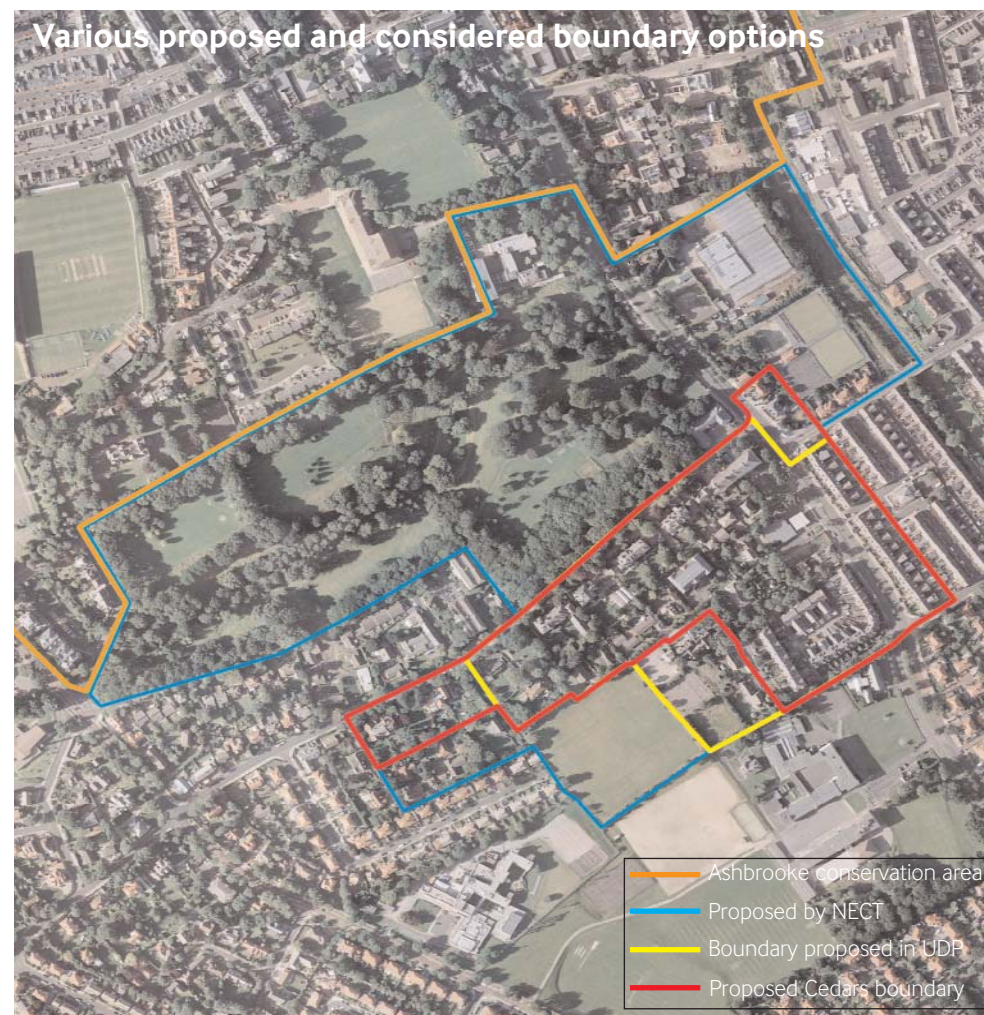 Various proposed and considered boundary options
Ashbrooke conservation area
Proposed by NECT
Boundary proposed in UDP
Proposed Cedars boundary